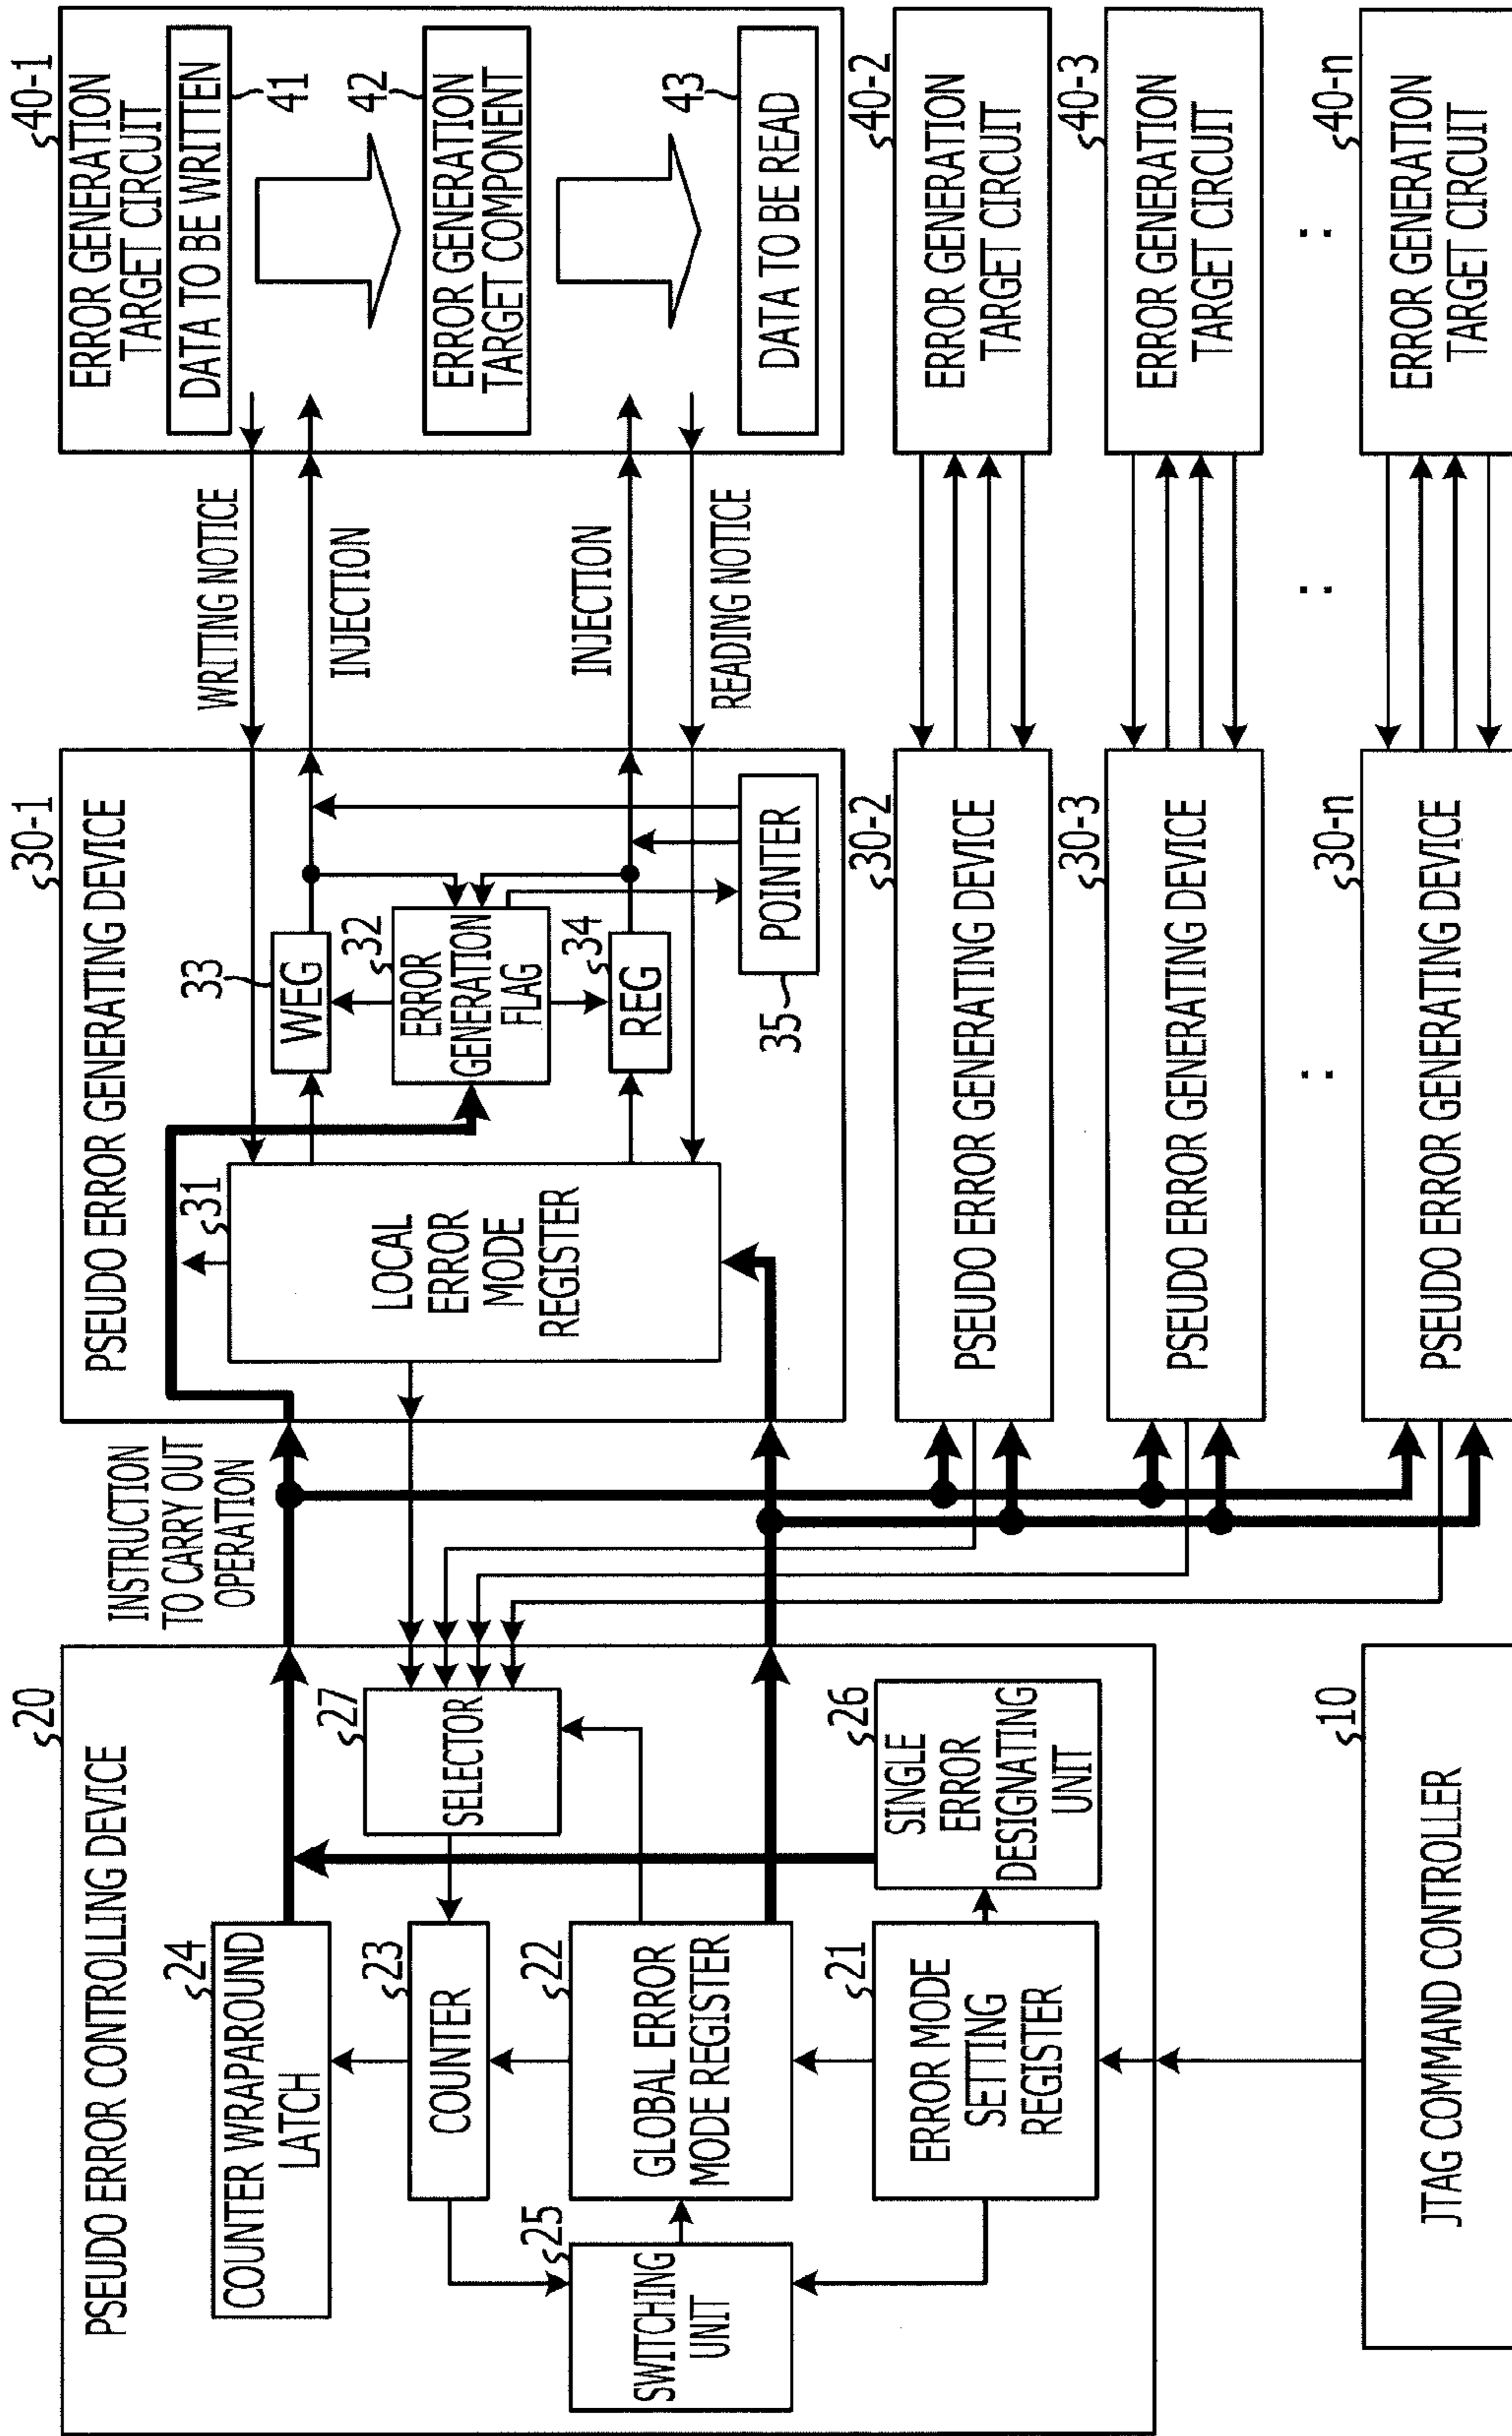 PSEUDO ERROR CONTROLLING DEVICE
20
COUNTER WRAPAROUND
LATCH
24
COUNTER
23
SELECTOR
27
SWITCHING
UNIT
25
GLOBAL ERROR
MODE REGISTER
22
ERROR MODE
SETTING
REGISTER
21
SINGLE
ERROR
DESIGNATING
UNIT
26
JTAG COMMAND CONTROLLER
10
INSTRUCTION
TO CARRY OUT
OPERATION
PSEUDO ERROR GENERATING DEVICE
30-1
LOCAL
ERROR
MODE
REGISTER
31
33
WEG
32
ERROR
GENERATION
FLAG
34
REG
35
POINTER
PSEUDO ERROR GENERATING DEVICE
30-2
PSEUDO ERROR GENERATING DEVICE
30-3
:
PSEUDO ERROR GENERATING DEVICE
30-n
WRITING NOTICE
INJECTION
INJECTION
READING NOTICE
:
40-1
ERROR GENERATION
TARGET CIRCUIT
DATA TO BE WRITTEN
41
42
ERROR GENERATION
TARGET COMPONENT
43
DATA TO BE READ
40-2
ERROR GENERATION
TARGET CIRCUIT
40-3
ERROR GENERATION
TARGET CIRCUIT
:
40-n
ERROR GENERATION
TARGET CIRCUIT